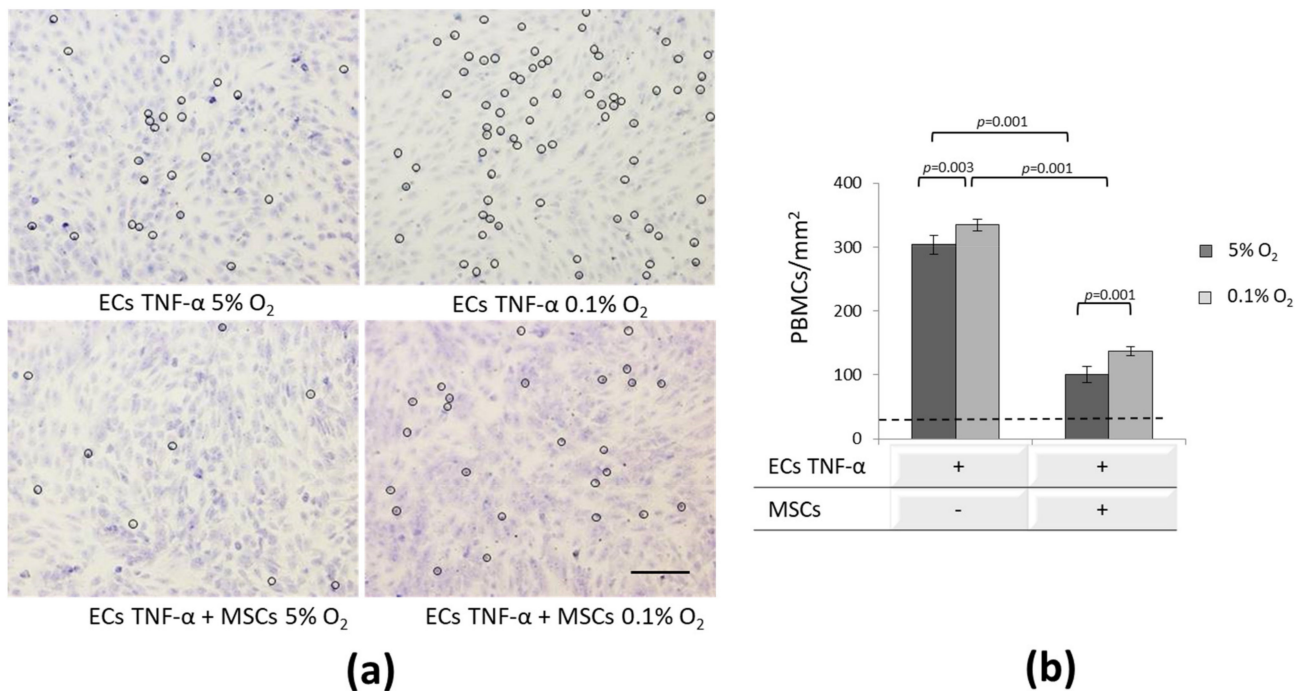 ECs TNF-α 5% O₂
ECs TNF-α 0.1% O₂
ECs TNF-α + MSCs 5% O₂
ECs TNF-α + MSCs 0.1% O₂
(a)
p=0.001
p=0.003
p=0.001
p=0.001
PBMCs/mm²
400
300
200
100
0
5% O₂
0.1% O₂
ECs TNF-α + +
MSCs - +
(b)